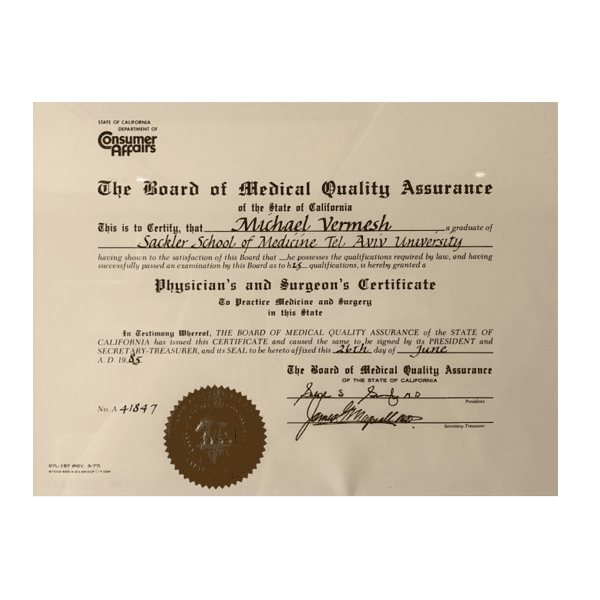 STATE OF CALIFORNIA
DEPARTMENT OF
Consumer
Affairs
The Board of Medical Quality Assurance
of the State of California
This is to Certify, that Michael Vermesh a graduate of
Sackler School of Medicine Tel Aviv University
having shown to the satisfaction of this Board that he possesses the qualifications required by law, and having
successfully passed an examination by this Board as to his qualifications, is hereby granted a
Physician's and Surgeon's Certificate
To Practice Medicine and Surgery
in this State
In Testimony Whereof, THE BOARD OF MEDICAL QUALITY ASSURANCE of the STATE OF
CALIFORNIA has issued this CERTIFICATE and caused the same to be signed by its PRESIDENT and
SECRETARY-TREASURER, and its SEAL to be hereto affixed this 26th day of June
A. D. 1985
The Board of Medical Quality Assurance
OF THE STATE OF CALIFORNIA
M.D.
President
No. A 41847
James
Secretary-Treasurer
07L-157 (REV. 3-77)